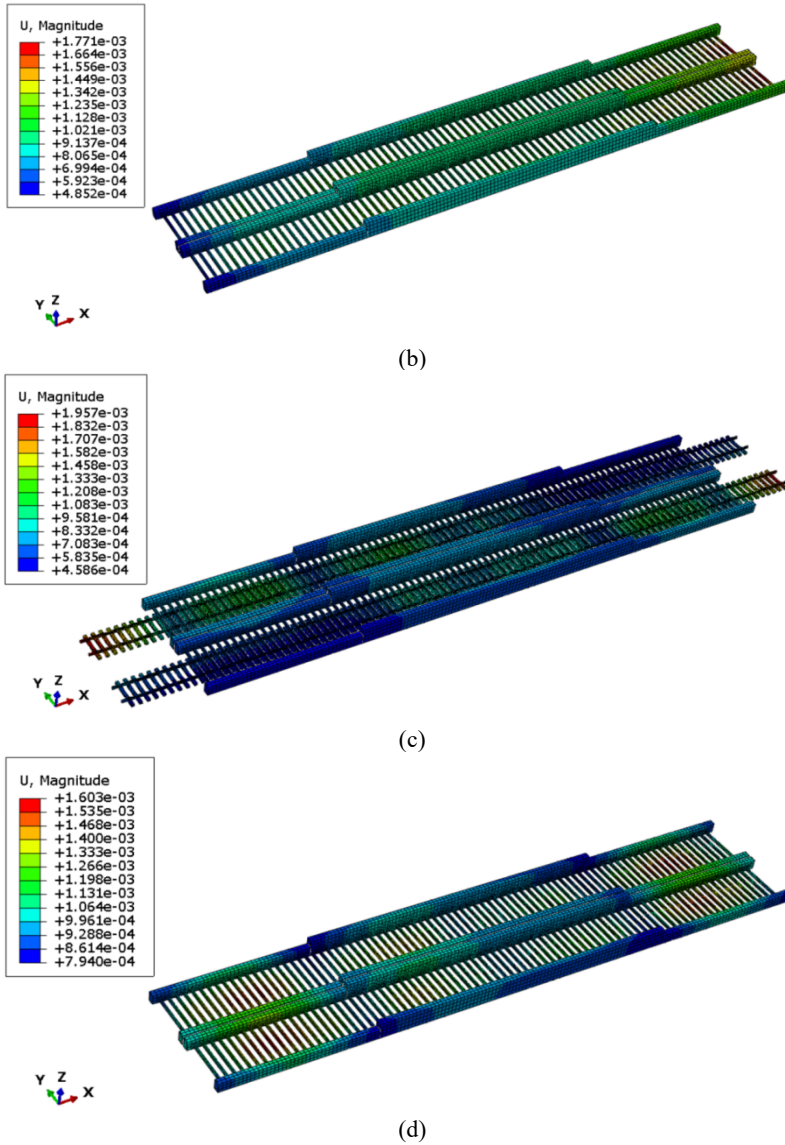 U, Magnitude
+1.771e-03
+1.664e-03
+1.556e-03
+1.449e-03
+1.342e-03
+1.235e-03
+1.128e-03
+1.021e-03
+9.137e-04
+8.065e-04
+6.994e-04
+5.923e-04
+4.852e-04
Y Z X
(b)
U, Magnitude
+1.957e-03
+1.832e-03
+1.707e-03
+1.582e-03
+1.458e-03
+1.333e-03
+1.208e-03
+1.083e-03
+9.581e-04
+8.332e-04
+7.083e-04
+5.835e-04
+4.586e-04
Y Z X
(c)
U, Magnitude
+1.603e-03
+1.535e-03
+1.468e-03
+1.400e-03
+1.333e-03
+1.266e-03
+1.198e-03
+1.131e-03
+1.064e-03
+9.961e-04
+9.288e-04
+8.614e-04
+7.940e-04
Y Z X
(d)